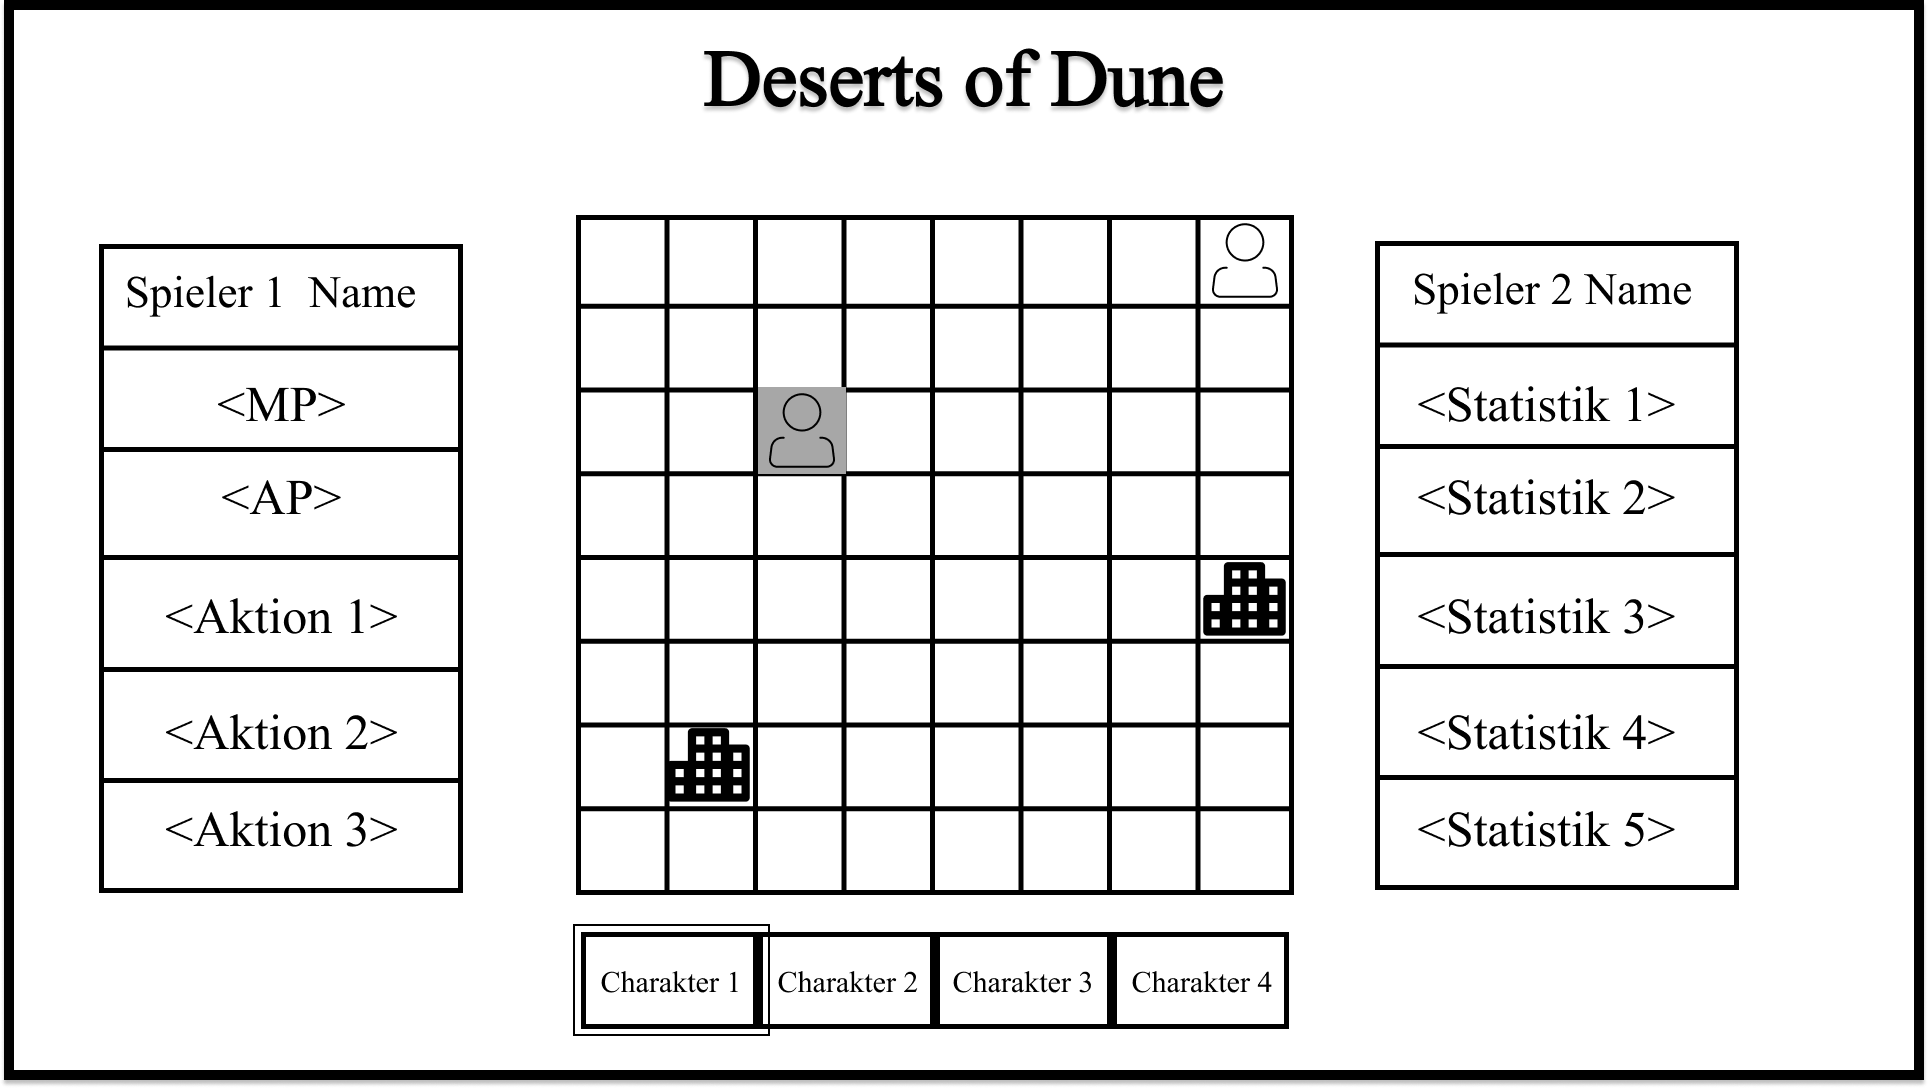 Deserts of Dune
Spieler 1  Name
<MP>
<AP>
<Aktion 1>
<Aktion 2>
<Aktion 3>
Spieler 2 Name
<Statistik 1>
<Statistik 2>
<Statistik 3>
<Statistik 4>
<Statistik 5>
Charakter 1
Charakter 2
Charakter 3
Charakter 4